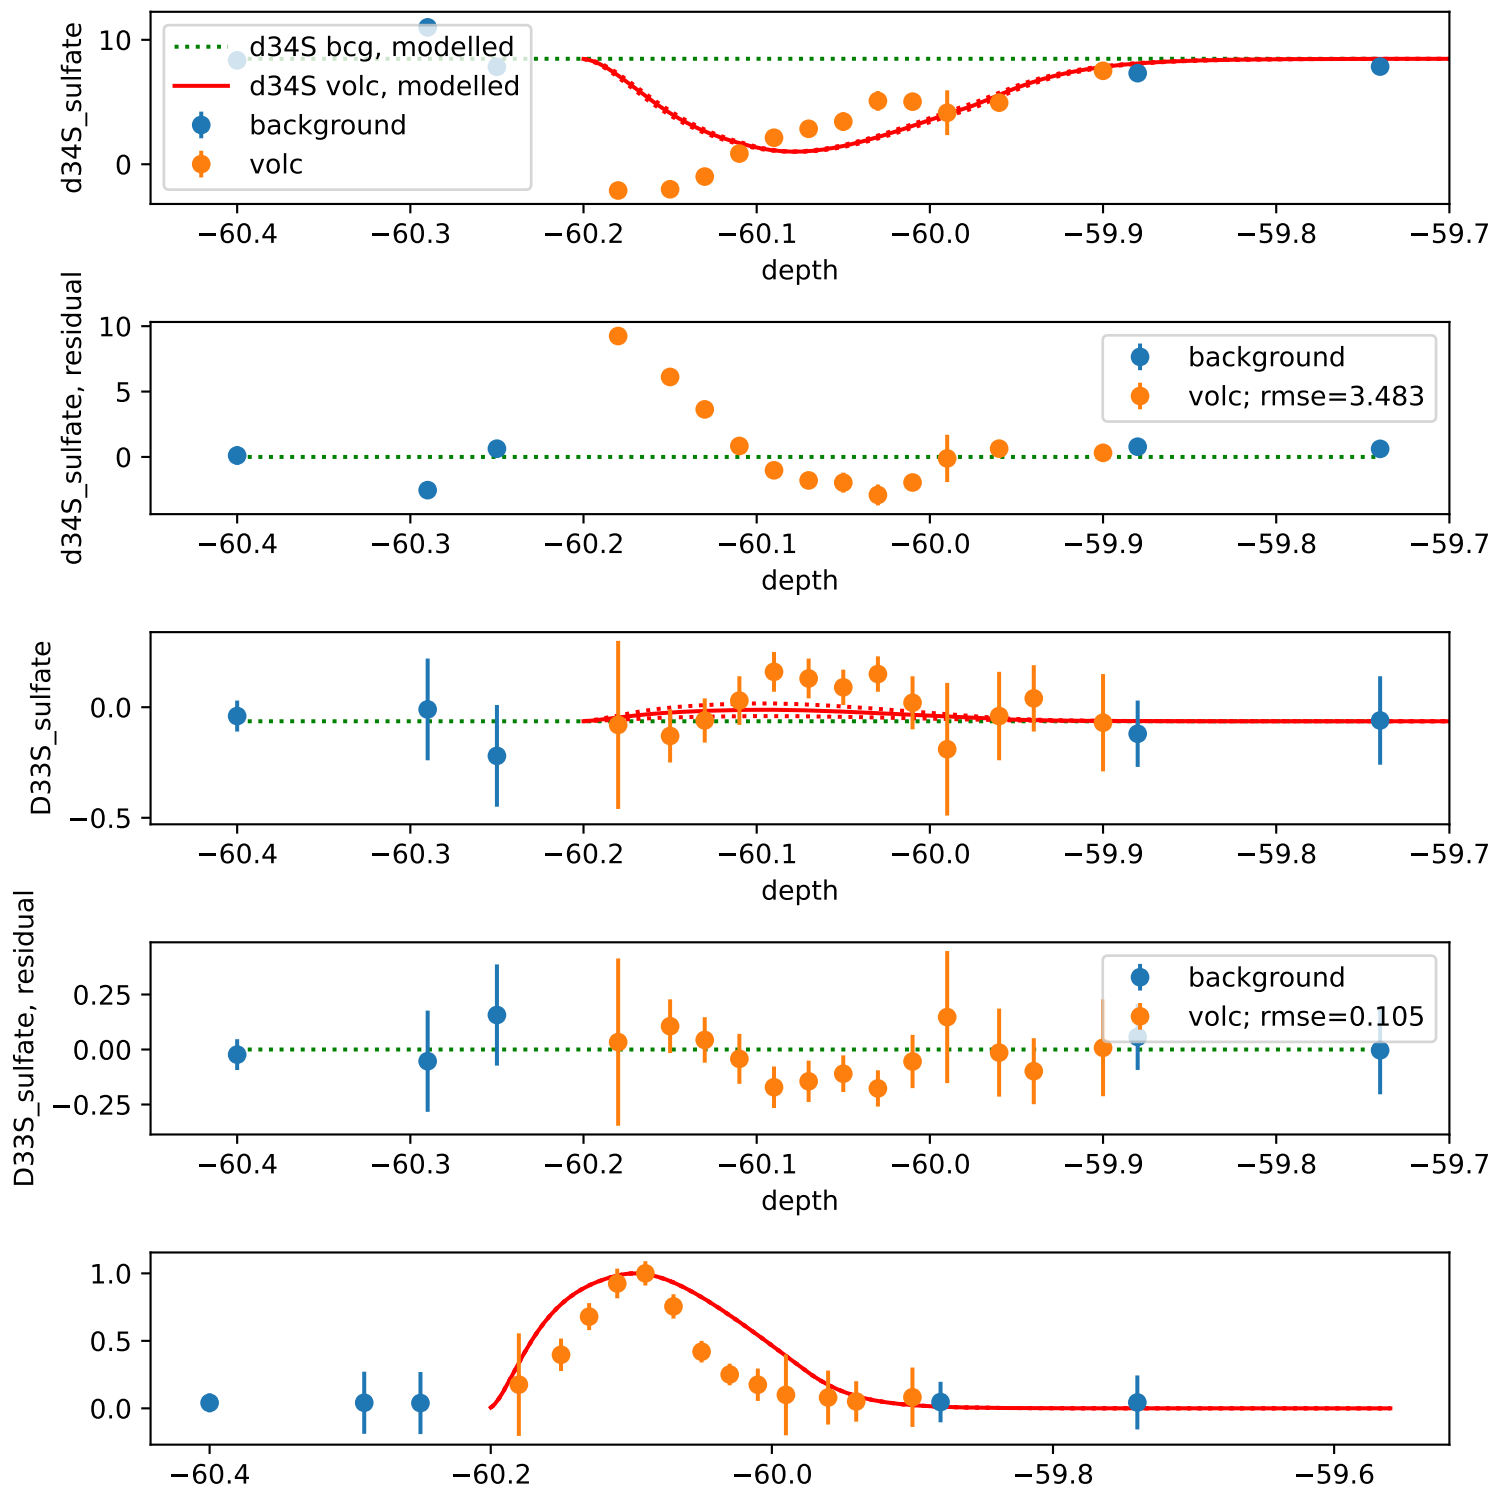 d34S_sulfate
10
0
d34S bcg, modelled
d34S volc, modelled
background
volc
−60.4 −60.3 −60.2 −60.1 −60.0 −59.9 −59.8 −59.7
depth
d34S_sulfate, residual
10
5
0
background
volc; rmse=3.483
−60.4 −60.3 −60.2 −60.1 −60.0 −59.9 −59.8 −59.7
depth
D33S_sulfate
0.0
−0.5
−60.4 −60.3 −60.2 −60.1 −60.0 −59.9 −59.8 −59.7
depth
D33S_sulfate, residual
0.25
0.00
−0.25
background
volc; rmse=0.105
−60.4 −60.3 −60.2 −60.1 −60.0 −59.9 −59.8 −59.7
depth
1.0
0.5
0.0
−60.4 −60.2 −60.0 −59.8 −59.6